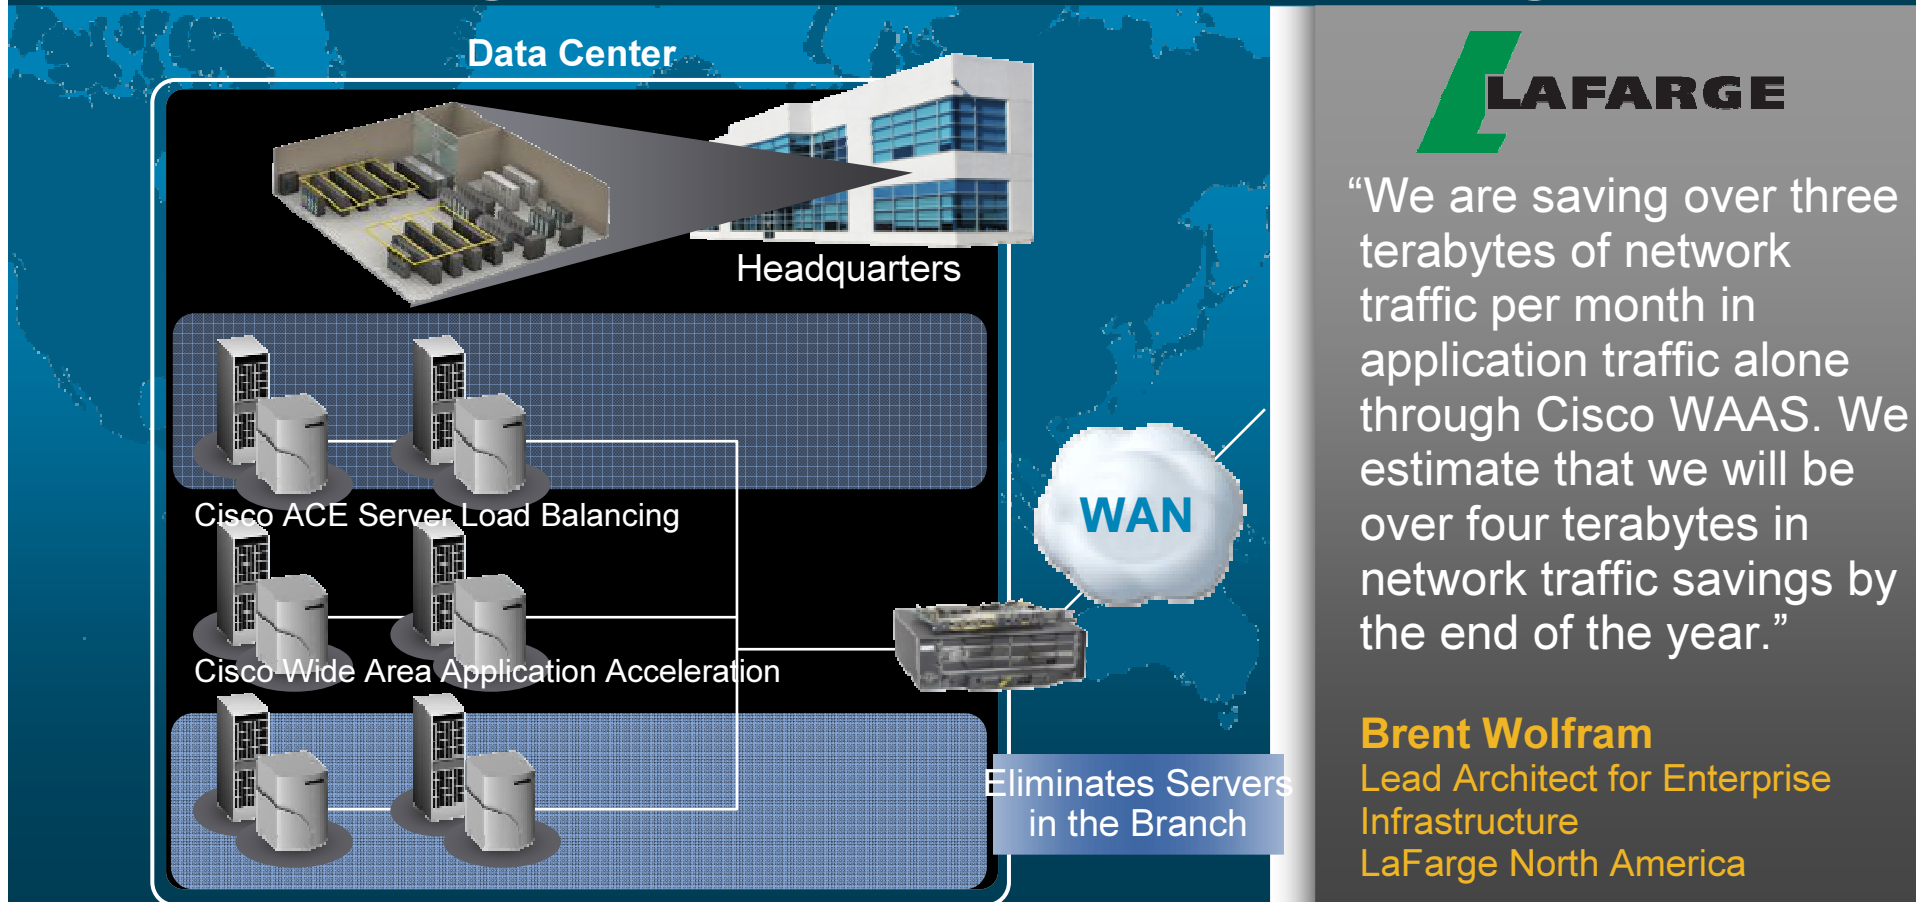 Data Center
Headquarters
Cisco ACE Server Load Balancing
Cisco Wide Area Application Acceleration
WAN
Eliminates Servers
in the Branch
LAFARGE
“We are saving over three
terabytes of network
traffic per month in
application traffic alone
through Cisco WAAS. We
estimate that we will be
over four terabytes in
network traffic savings by
the end of the year.”
Brent Wolfram
Lead Architect for Enterprise
Infrastructure
LaFarge North America